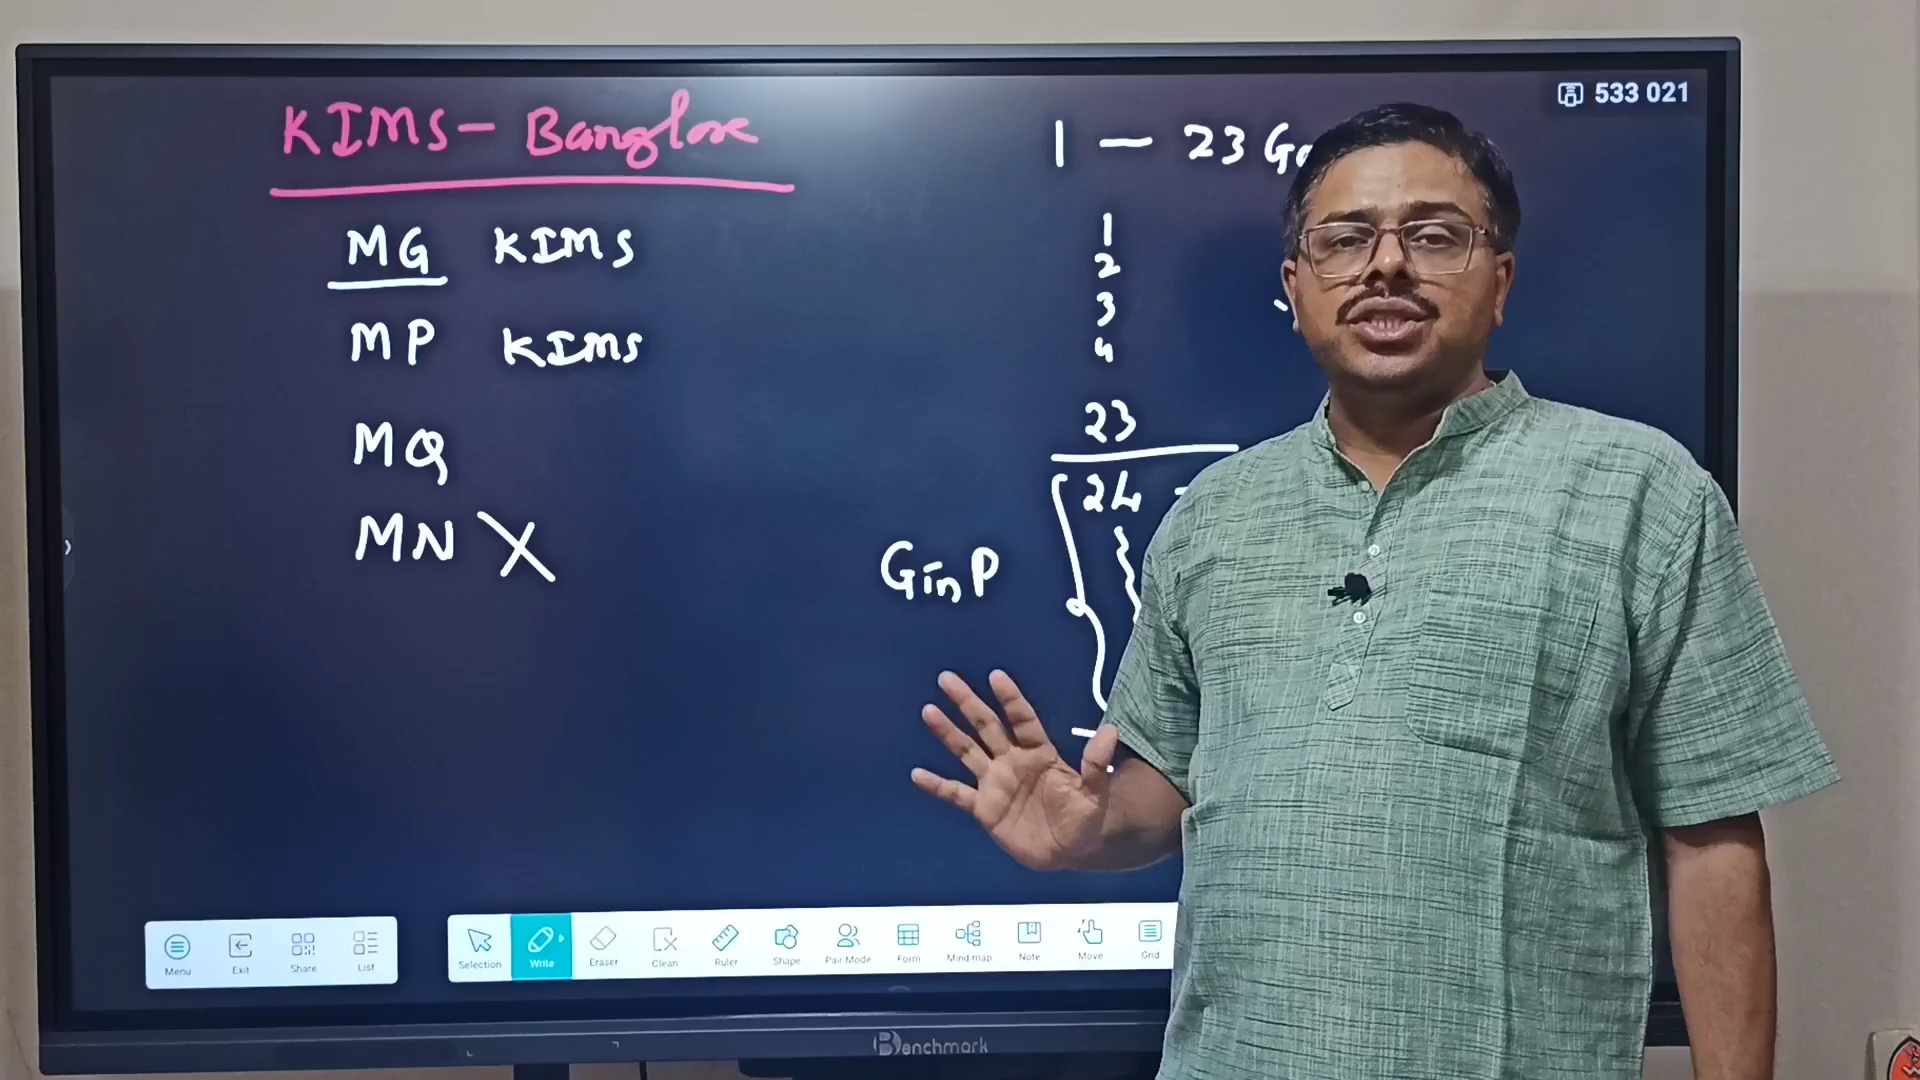 KIMS - Banglore
MG KIMS
MP KIMS
MQ
MN X
533 021
1 — 23
1
2
3
4
23
24
G in P
Menu Exit Share List
Selection Write Eraser Clean Ruler Shape Pair Mode Form Mind map Note Move Grid
Benchmark